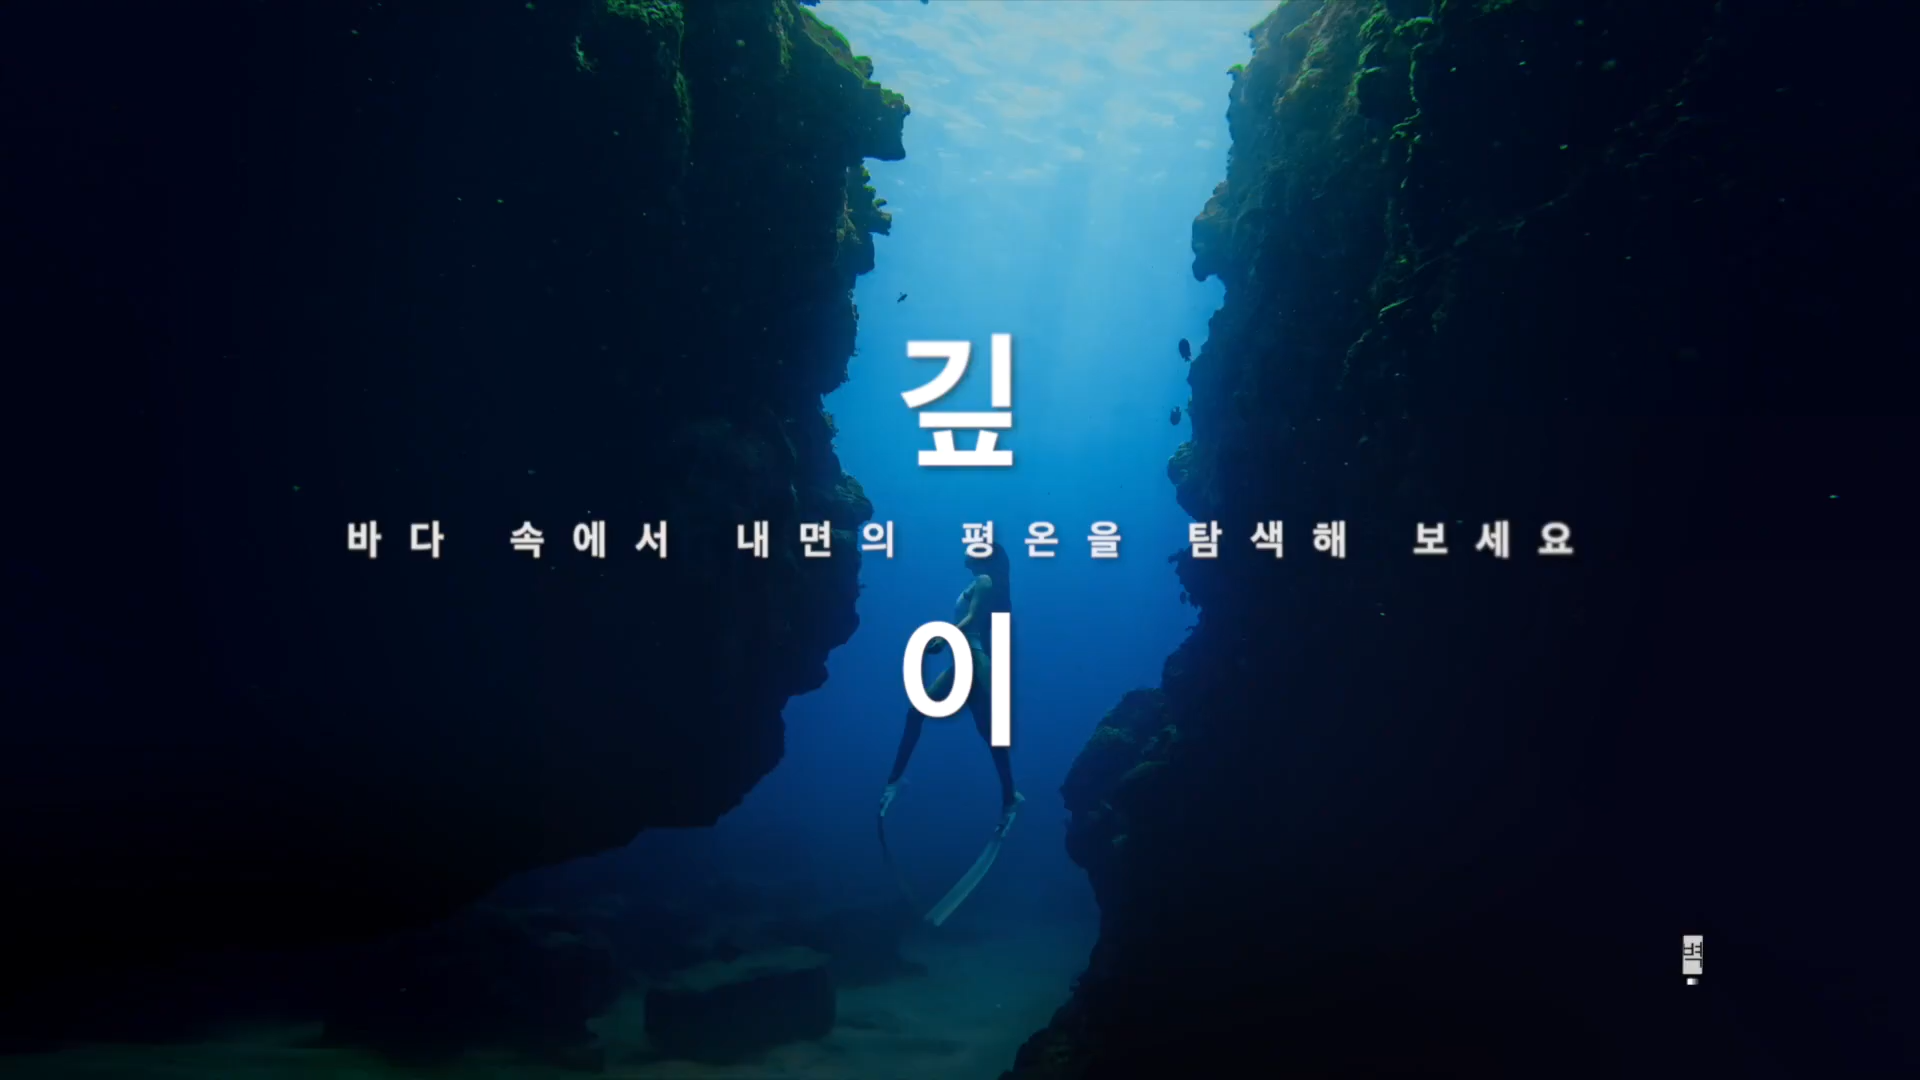 깊
바다 속에서 내면의 평온을 탐색해 보세요
이
벽